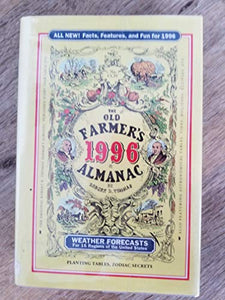 ALL NEW! Facts, Features, and Fun for 1996
THE
OLD
FARMER'S
1996
ALMANAC
BY
ROBERT B. THOMAS
WEATHER FORECASTS
For 16 Regions of the United States
PLANTING TABLES, ZODIAC SECRETS